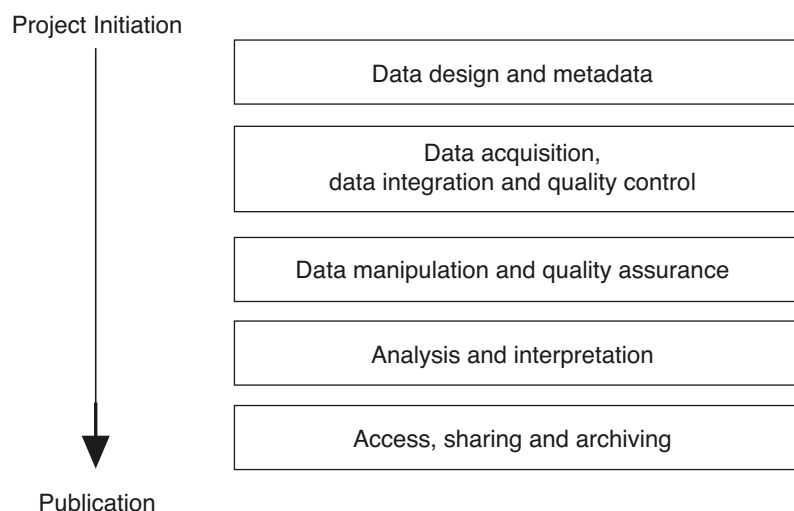 Project Initiation
Data design and metadata
Data acquisition,
data integration and quality control
Data manipulation and quality assurance
Analysis and interpretation
Access, sharing and archiving
Publication